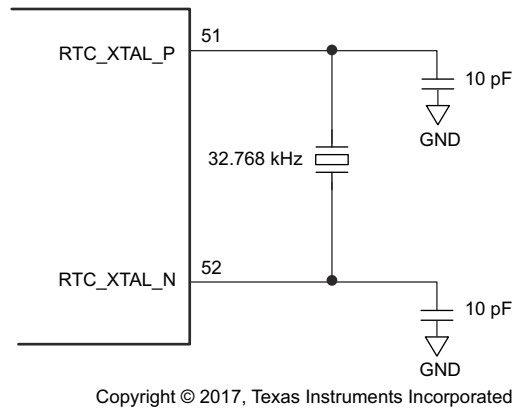 51
RTC_XTAL_P
10 pF
GND
32.768 kHz
52
RTC_XTAL_N
10 pF
GND
Copyright © 2017, Texas Instruments Incorporated